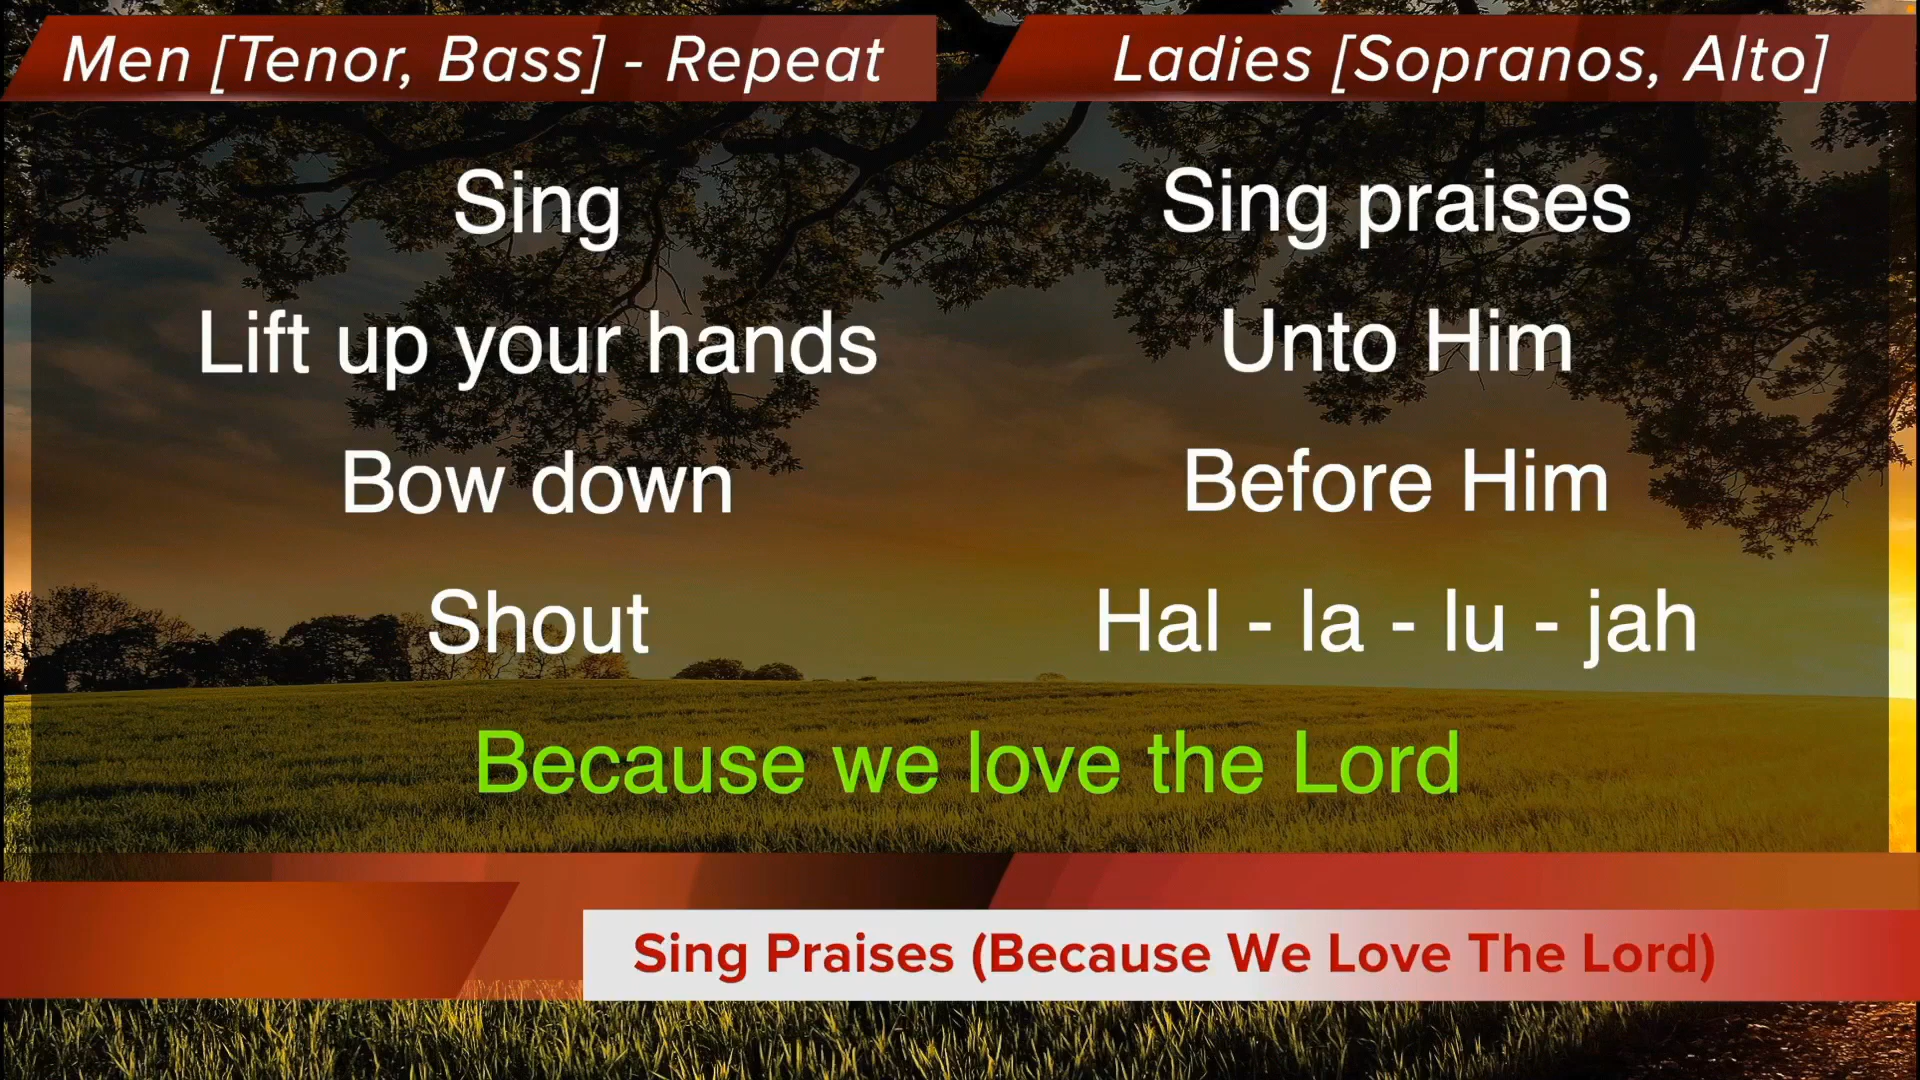 Men [Tenor, Bass] - Repeat
Ladies [Sopranos, Alto]
Sing
Sing praises
Lift up your hands
Unto Him
Bow down
Before Him
Shout
Hal - la - lu - jah
Because we love the Lord
Sing Praises (Because We Love The Lord)